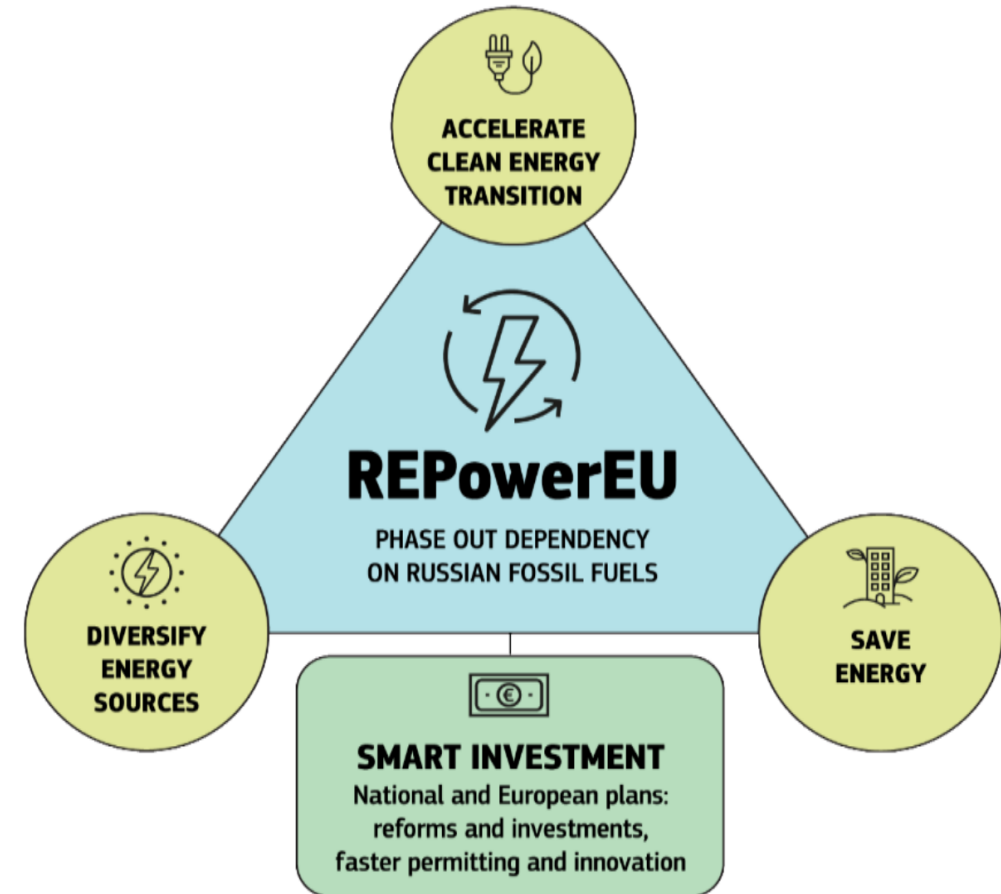 ACCELERATE
CLEAN ENERGY
TRANSITION
REPowerEU
PHASE OUT DEPENDENCY
ON RUSSIAN FOSSIL FUELS
DIVERSIFY
ENERGY
SOURCES
SAVE
ENERGY
€
SMART INVESTMENT
National and European plans:
reforms and investments,
faster permitting and innovation